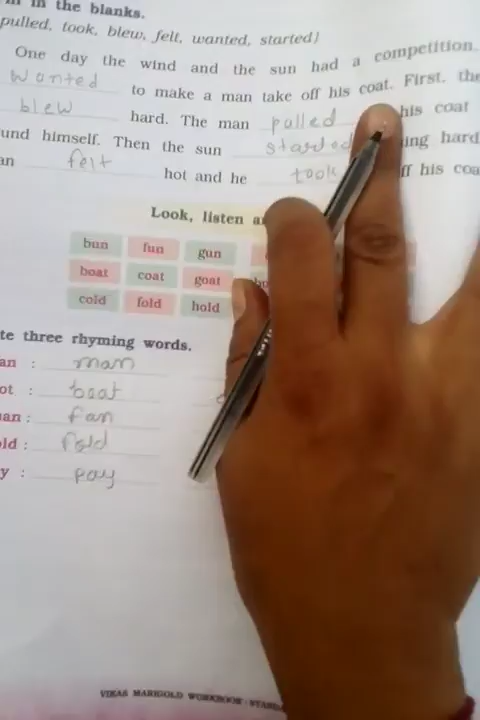 in the blanks.
pulled, took, blew, felt, wanted, started)
One day the wind and the sun had a competition.
wanted to make a man take off his coat. First, the
blew hard. The man pulled his coat
und himself. Then the sun started ing hard
an felt hot and he took ff his coa
Look, listen a
bun fun gun
boat coat goat
cold fold hold
te three rhyming words.
an : man
ot : boat
an : fan
ld : fold
y : pay
VIKAS MARIGOLD WORKBOOK : STANDA